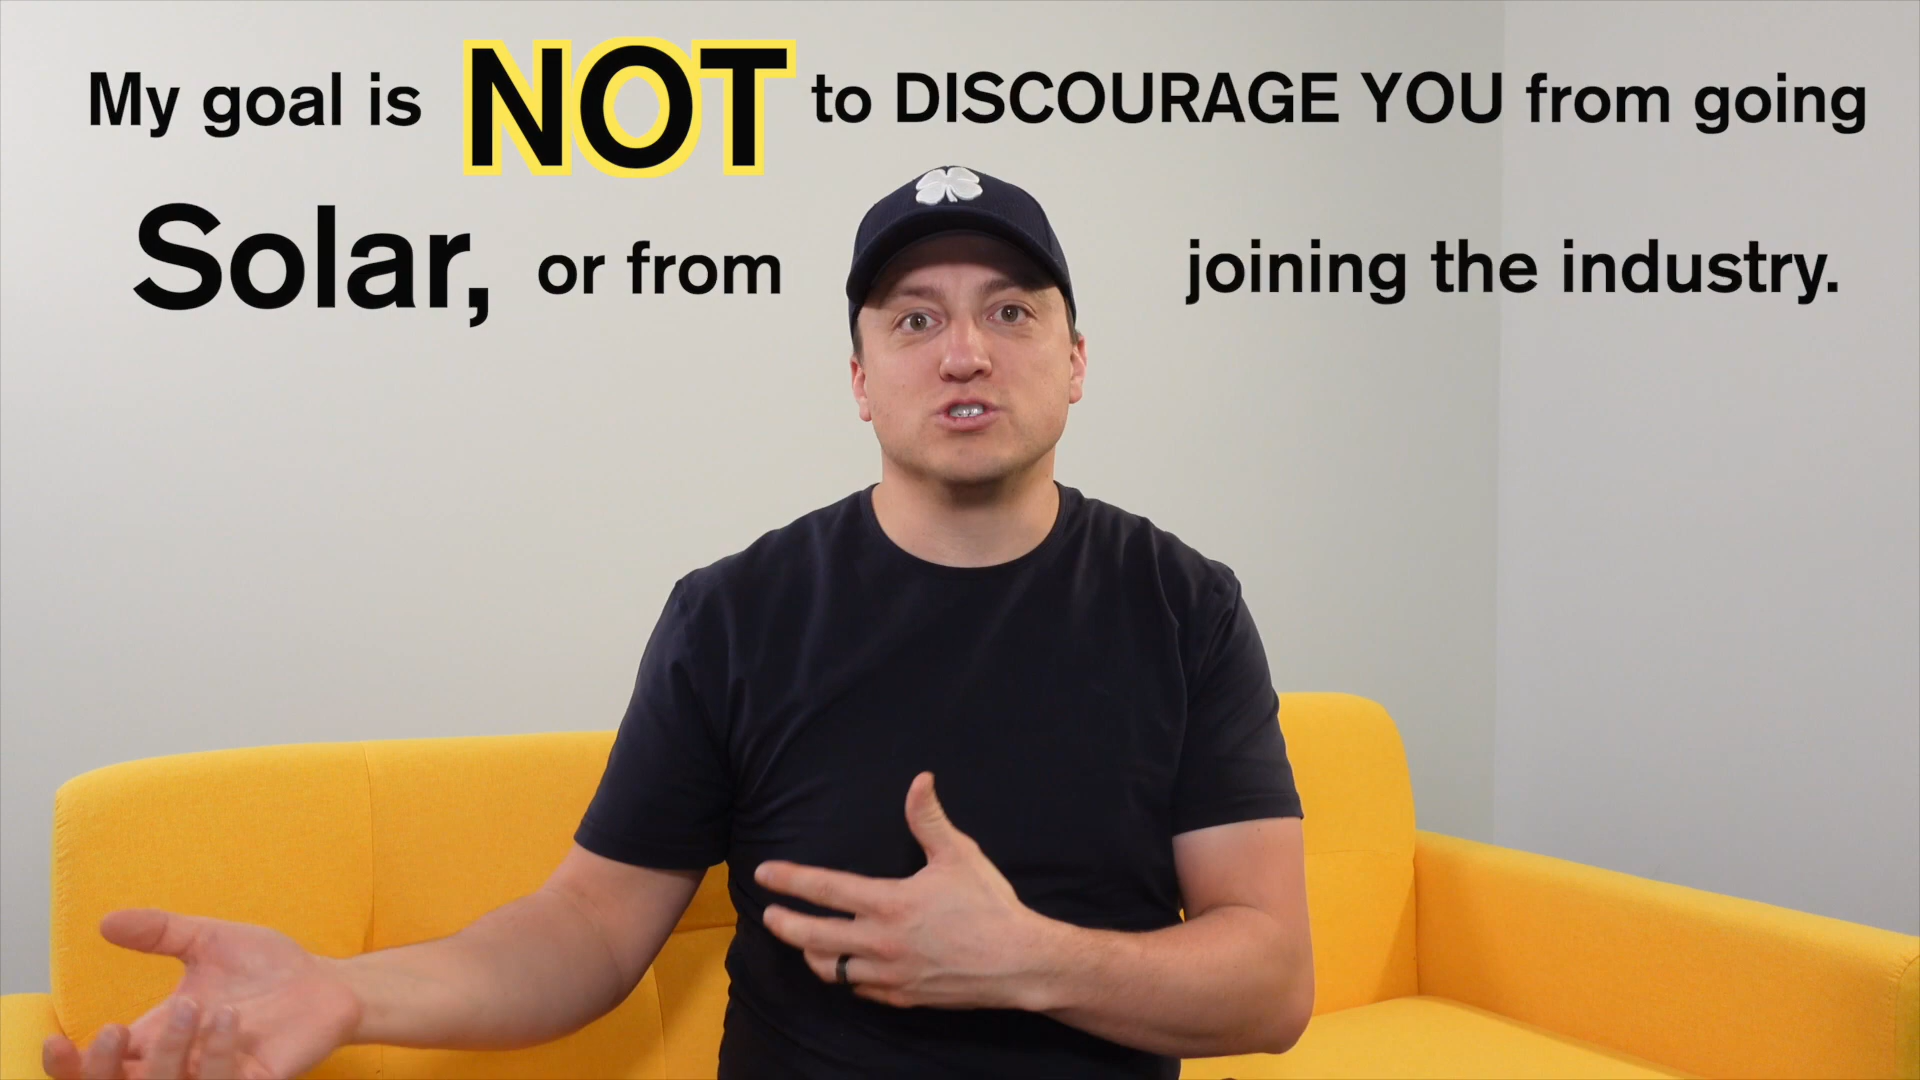 My goal is NOT to DISCOURAGE YOU from going
Solar, or from joining the industry.